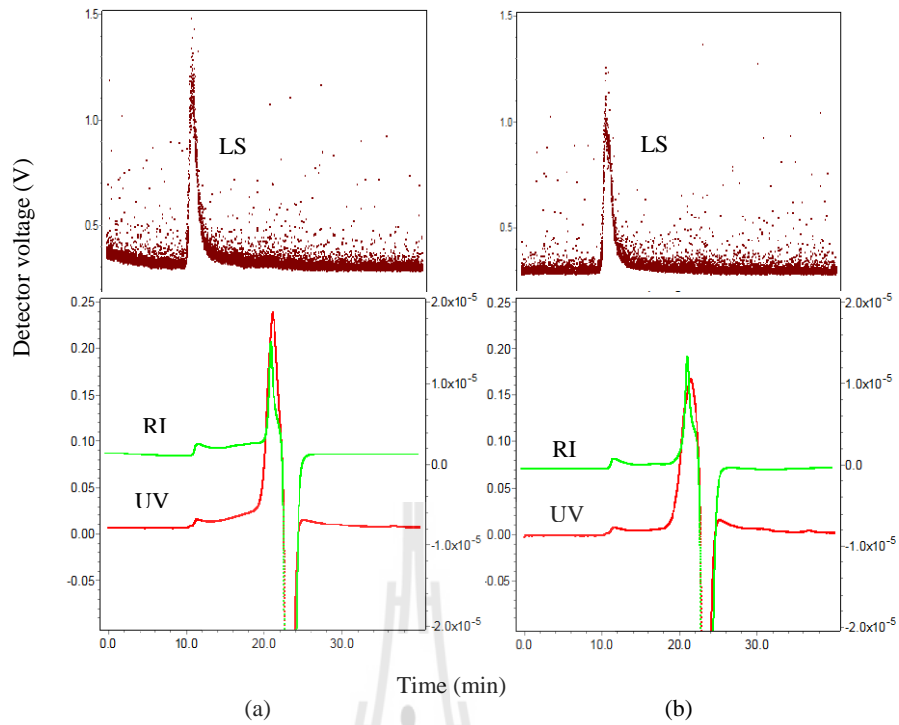 Detector voltage (V)
1.5
1.0
0.5
LS
1.5
1.0
0.5
LS
0.25
0.20
0.15
0.10
0.05
0.00
-0.05
2.0x10⁻⁵
1.0x10⁻⁵
0.0
-1.0x10⁻⁵
-2.0x10⁻⁵
RI
UV
0.0 10.0 20.0 30.0
0.25
0.20
0.15
0.10
0.05
0.00
-0.05
2.0x10⁻⁵
1.0x10⁻⁵
0.0
-1.0x10⁻⁵
-2.0x10⁻⁵
RI
UV
0.0 10.0 20.0 30.0
Time (min)
(a) (b)